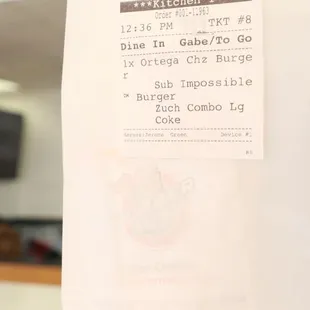 ***Kitchen
12:36 PM TKT #8
Dine In Gabe/To Go
1x Ortega Chz Burge
r
Sub Impossible
Burger
Zuch Combo Lg
Coke